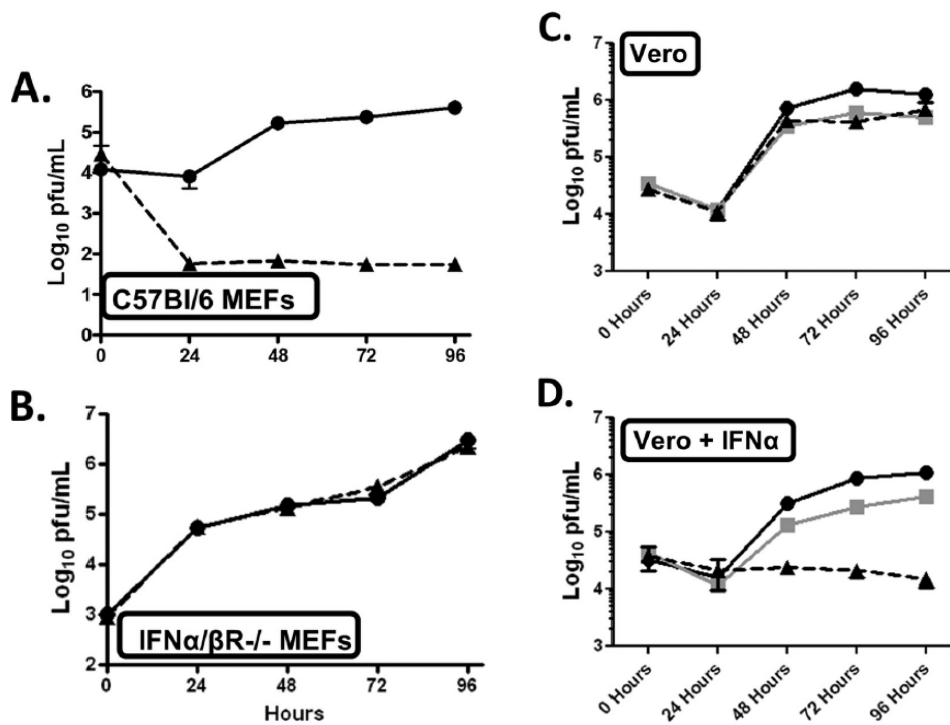 A.
Log10 pfu/mL
6
5
4
3
2
1
0
C57Bl/6 MEFs
0 24 48 72 96
B.
Log10 pfu/mL
7
6
5
4
3
2
IFNα/βR-/- MEFs
0 24 48 72 96
Hours
C.
Vero
Log10 pfu/mL
7
6
5
4
3
0 Hours
24 Hours
48 Hours
72 Hours
96 Hours
D.
Vero + IFNα
Log10 pfu/mL
7
6
5
4
3
0 Hours
24 Hours
48 Hours
72 Hours
96 Hours